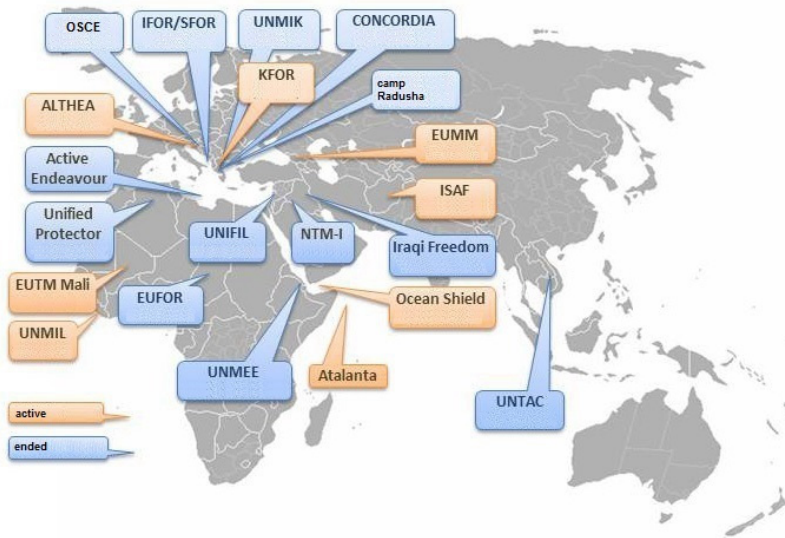 OSCE
IFOR/SFOR
UNMIK
CONCORDIA
KFOR
camp
Radusha
ALTHEA
EUMM
Active
Endeavour
ISAF
Unified
Protector
UNIFIL
NTM-I
Iraqi Freedom
EUTM Mali
EUFOR
Ocean Shield
UNMIL
UNMEE
Atalanta
UNTAC
active
ended